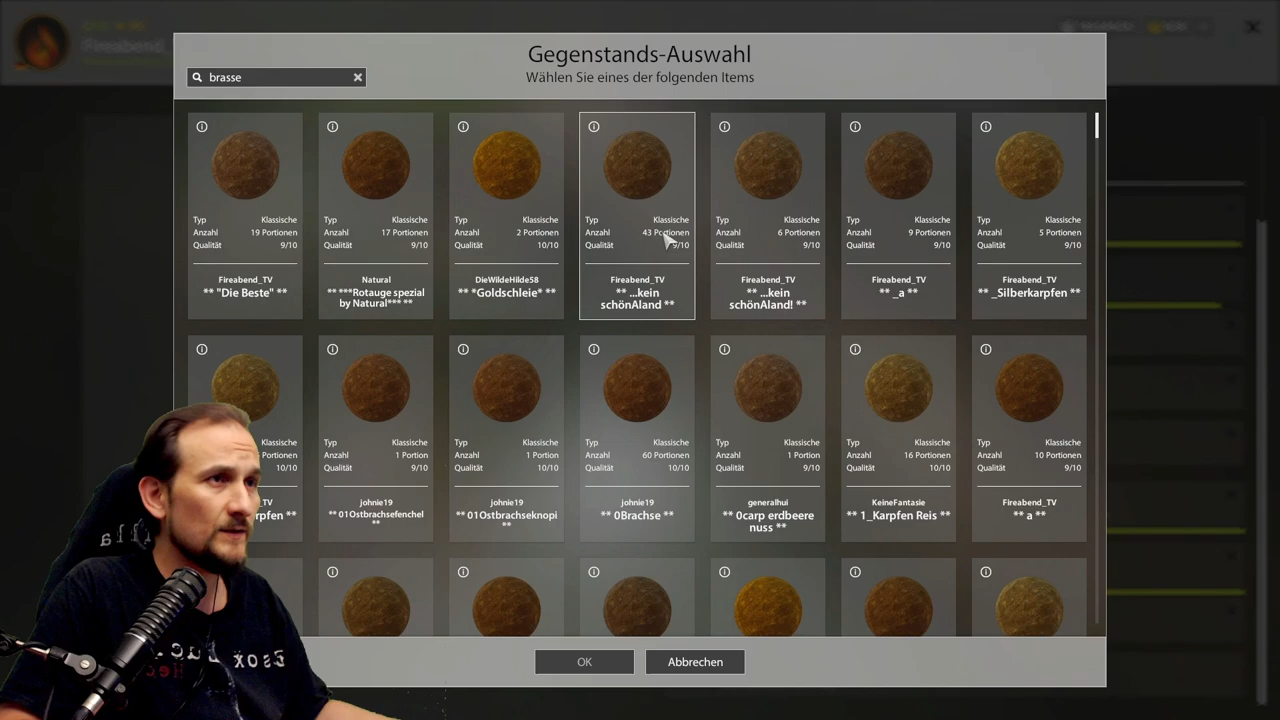 Gegenstands-Auswahl
Wählen Sie eines der folgenden Items
brasse
Typ Klassische
Anzahl 19 Portionen
Qualität 9/10
Fireabend_TV
** "Die Beste" **
Typ Klassische
Anzahl 17 Portionen
Qualität 9/10
Natural
** ***Rotauge spezial
by Natural*** **
Typ Klassische
Anzahl 2 Portionen
Qualität 10/10
DieWildeHilde58
** *Goldschleie* **
Typ Klassische
Anzahl 43 Portionen
Qualität 9/10
Fireabend_TV
** ...kein
schönAland **
Typ Klassische
Anzahl 6 Portionen
Qualität 9/10
Fireabend_TV
** ...kein
schönAland! **
Typ Klassische
Anzahl 9 Portionen
Qualität 9/10
Fireabend_TV
** _a **
Typ Klassische
Anzahl 5 Portionen
Qualität 9/10
Fireabend_TV
** _Silberkarpfen **
Typ Klassische
Portionen
10/10
_TV
rpfen **
Typ Klassische
Anzahl 1 Portion
Qualität 9/10
johnie19
** 01Ostbrachsefenchel
**
Typ Klassische
Anzahl 1 Portion
Qualität 10/10
johnie19
** 01Ostbrachseknopi
**
Typ Klassische
Anzahl 60 Portionen
Qualität 10/10
johnie19
** 0Brachse **
Typ Klassische
Anzahl 1 Portion
Qualität 9/10
generalhui
** 0carp erdbeere
nuss **
Typ Klassische
Anzahl 16 Portionen
Qualität 10/10
KeineFantasie
** 1_Karpfen Reis **
Typ Klassische
Anzahl 10 Portionen
Qualität 9/10
Fireabend_TV
** a **
OK
Abbrechen
Fireabend